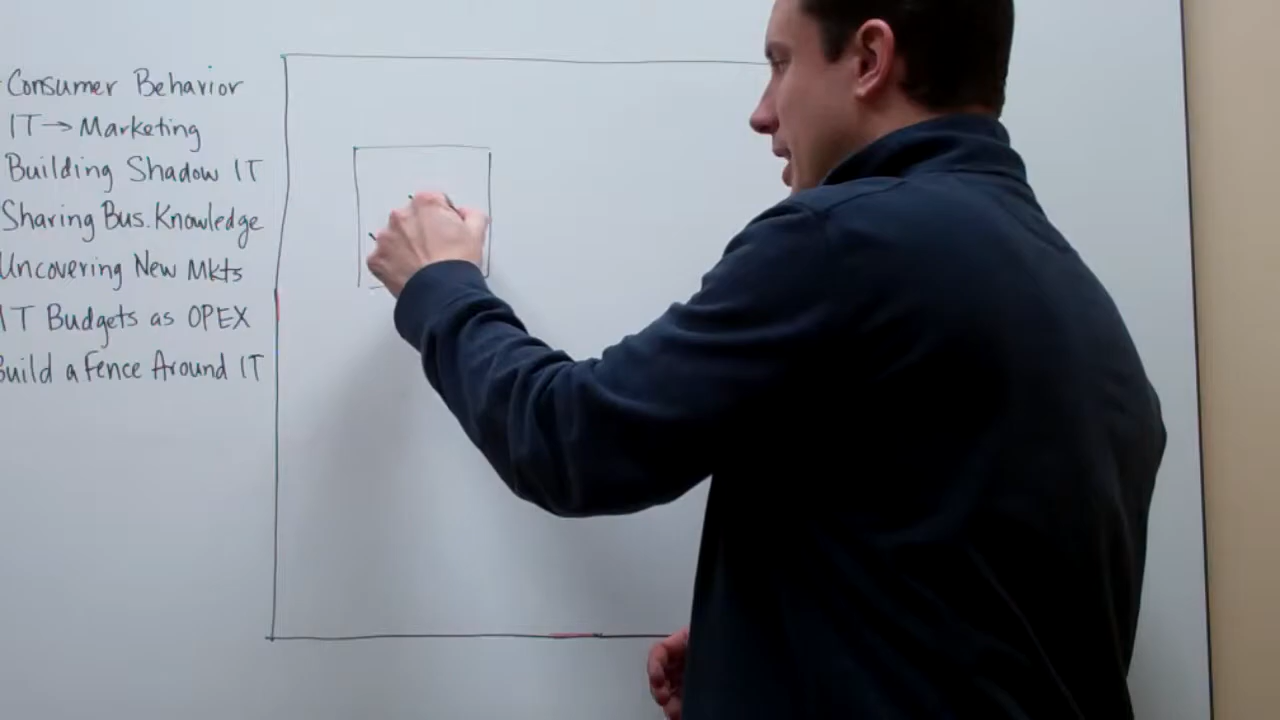 Consumer Behavior
IT→Marketing
Building Shadow IT
Sharing Bus. Knowledge
Uncovering New Mkts
IT Budgets as OPEX
Build a Fence Around IT